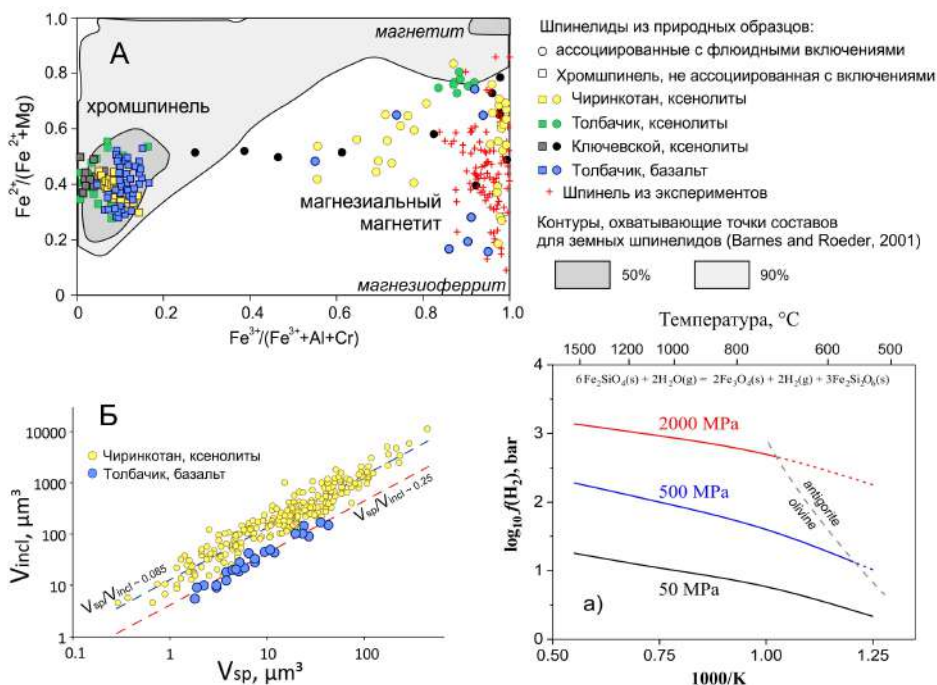 А
1.0
0.8
0.6
0.4
0.2
0
Fe²⁺/(Fe²⁺+Mg)
магнетит
хромшпинель
магнезиальный
магнетит
магнезиоферрит
0
0.2
0.4
0.6
0.8
1.0
Fe³⁺/(Fe³⁺+Al+Cr)
Шпинелиды из природных образцов:
ассоциированные с флюидными включениями
Хромшпинель, не ассоциированная с включениями
Чиринкотан, ксенолиты
Толбачик, ксенолиты
Ключевской, ксенолиты
Толбачик, базальт
Шпинель из экспериментов
Контуры, охватывающие точки составов
для земных шпинелидов (Barnes and Roeder, 2001)
50%
90%
Б
10000
1000
100
10
1
Vincl, μm³
Чиринкотан, ксенолиты
Толбачик, базальт
Vsp/Vincl ~ 0.085
Vsp/Vincl ~ 0.25
0.1
1
10
100
Vsp, μm³
Температура, °C
1500 1200 1000 800 700 600 500
6Fe₂SiO₄(s) + 2H₂O(g) = 2Fe₃O₄(s) + 2H₂(g) + 3Fe₂Si₂O₆(s)
4
3
2
1
0
log₁₀ f(H₂), bar
2000 MPa
500 MPa
50 MPa
antigorite
olivine
а)
0.50 0.75 1.00 1.25
1000/K